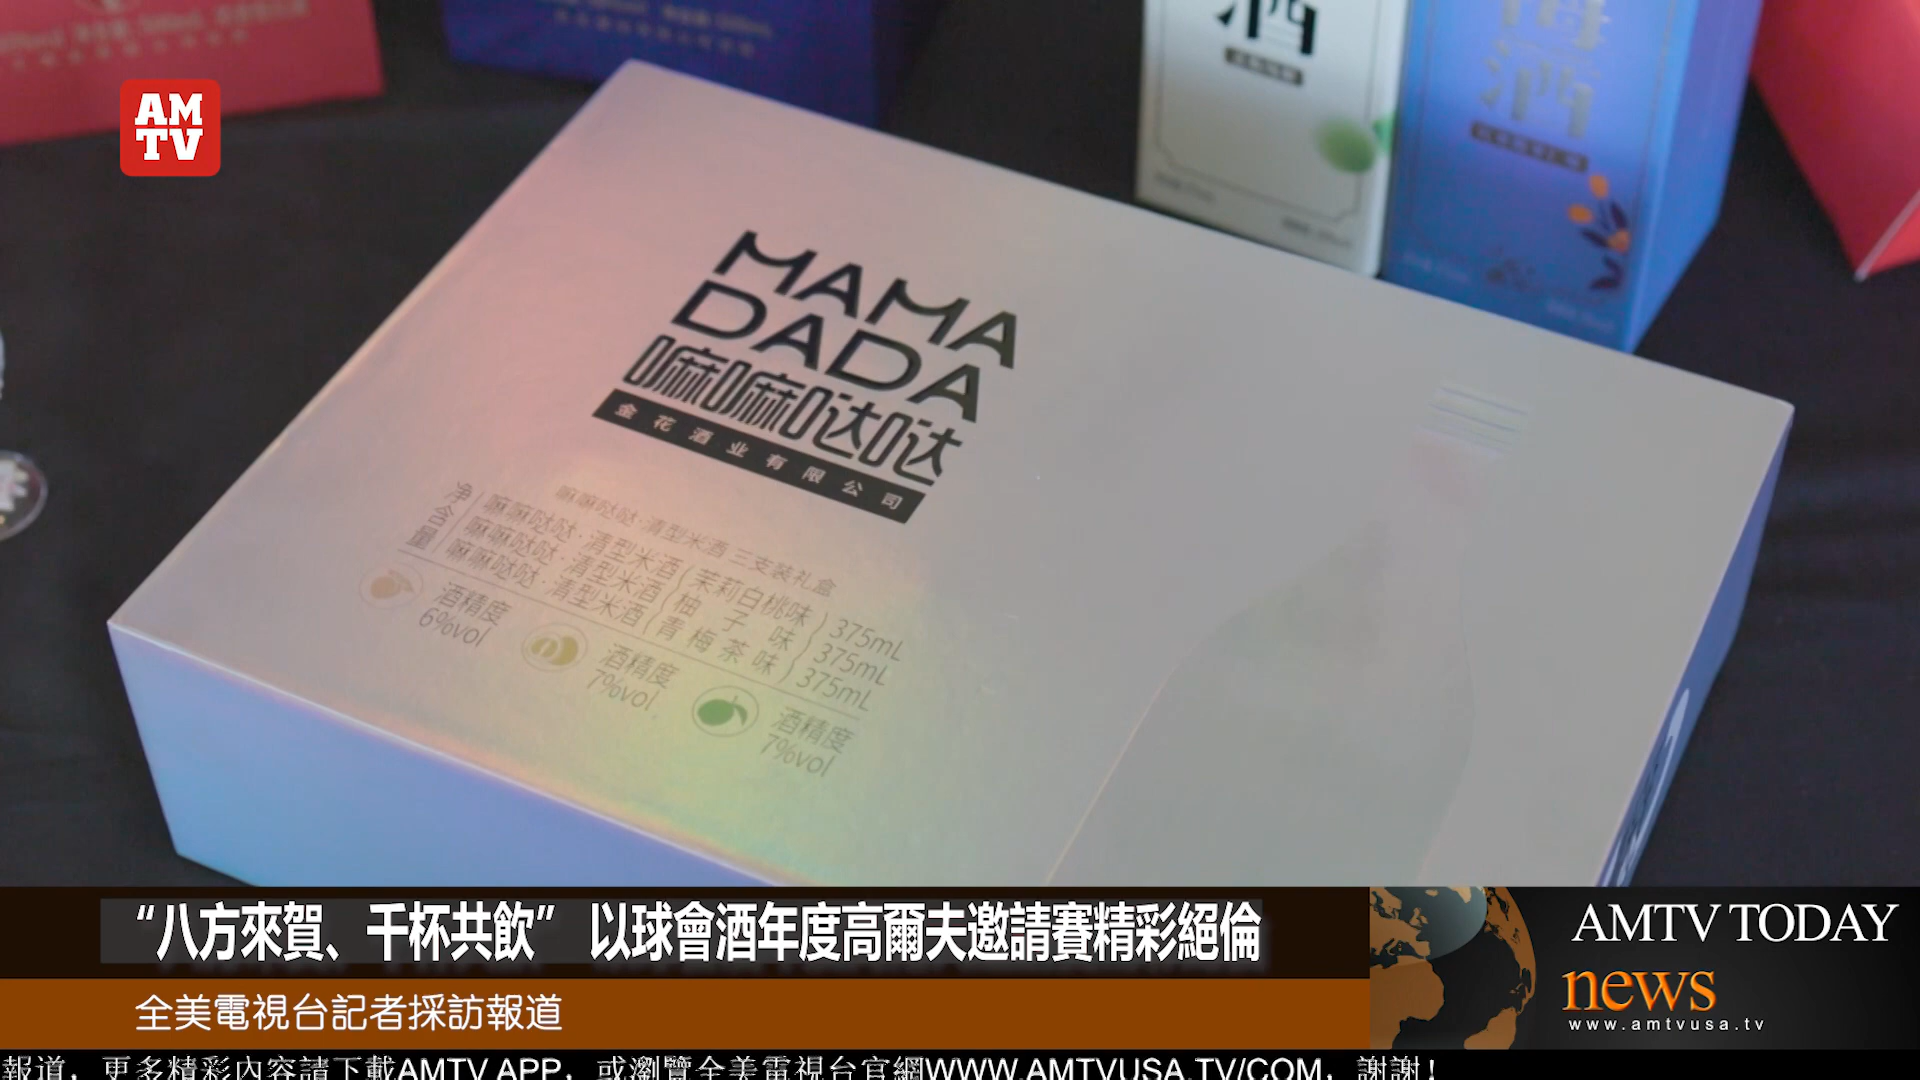 AM
TV
酒
酒
MAMA
DADA
嘛嘛哒哒
金花酒业有限公司
嘛嘛哒哒·清型米酒 三支装礼盒
净含量
嘛嘛哒哒·清型米酒(茉莉白桃味) 375mL
嘛嘛哒哒·清型米酒(柚子味) 375mL
嘛嘛哒哒·清型米酒(青梅茶味) 375mL
酒精度
6%vol
酒精度
7%vol
酒精度
7%vol
“八方來賀、千杯共飲” 以球會酒年度高爾夫邀請賽精彩絕倫
全美電視台記者採訪報道
AMTV TODAY
news
www.amtvusa.tv
報道，更多精彩內容請下載AMTV APP，或瀏覽全美電視台官網WWW.AMTVUSA.TV/COM，謝謝！